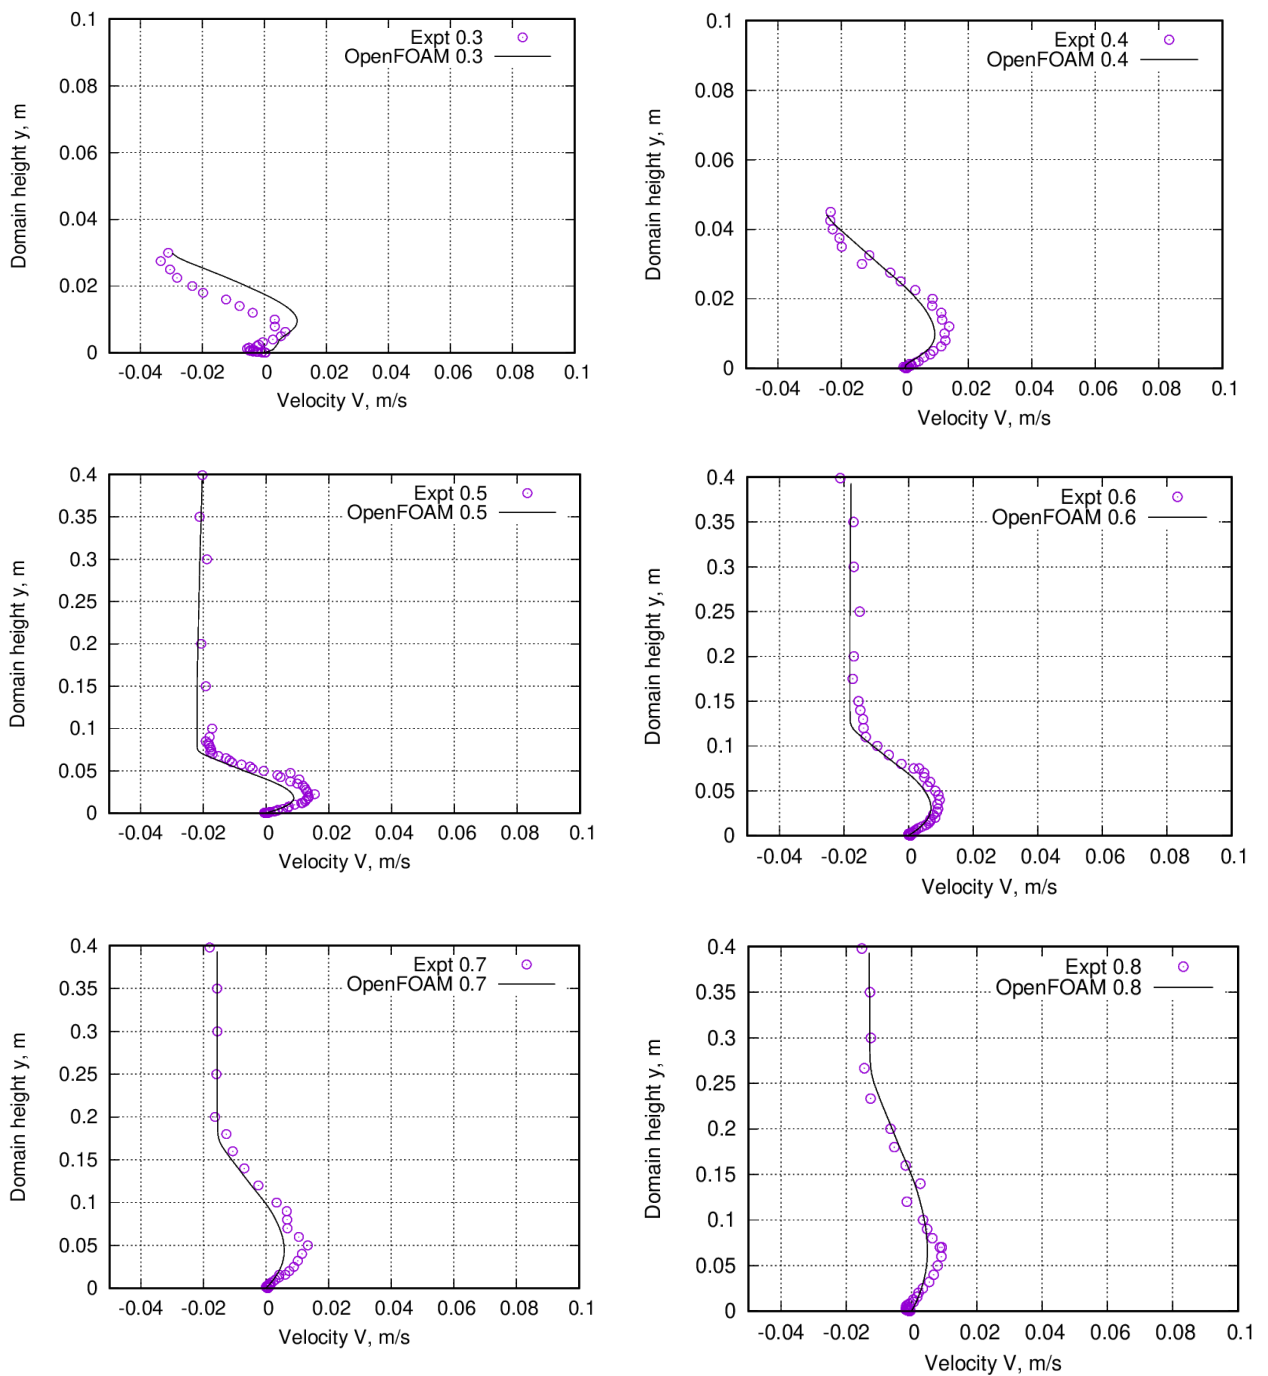 0.1
0.08
0.06
0.04
0.02
0
Domain height y, m
Expt 0.3
OpenFOAM 0.3
-0.04 -0.02 0 0.02 0.04 0.06 0.08 0.1
Velocity V, m/s
0.1
0.08
0.06
0.04
0.02
0
Domain height y, m
Expt 0.4
OpenFOAM 0.4
-0.04 -0.02 0 0.02 0.04 0.06 0.08 0.1
Velocity V, m/s
0.4
0.35
0.3
0.25
0.2
0.15
0.1
0.05
0
Domain height y, m
Expt 0.5
OpenFOAM 0.5
-0.04 -0.02 0 0.02 0.04 0.06 0.08 0.1
Velocity V, m/s
0.4
0.35
0.3
0.25
0.2
0.15
0.1
0.05
0
Domain height y, m
Expt 0.6
OpenFOAM 0.6
-0.04 -0.02 0 0.02 0.04 0.06 0.08 0.1
Velocity V, m/s
0.4
0.35
0.3
0.25
0.2
0.15
0.1
0.05
0
Domain height y, m
Expt 0.7
OpenFOAM 0.7
-0.04 -0.02 0 0.02 0.04 0.06 0.08 0.1
Velocity V, m/s
0.4
0.35
0.3
0.25
0.2
0.15
0.1
0.05
0
Domain height y, m
Expt 0.8
OpenFOAM 0.8
-0.04 -0.02 0 0.02 0.04 0.06 0.08 0.1
Velocity V, m/s